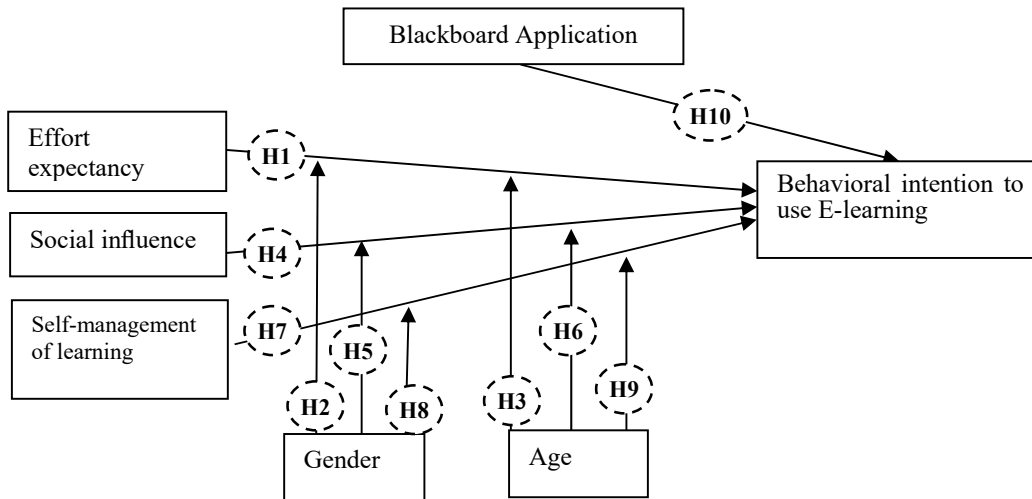 Blackboard Application
H10
Effort
expectancy
H1
Behavioral intention to
use E-learning
Social influence
H4
Self-management
of learning
H7
H5
H6
H2
H8
H3
H9
Gender
Age